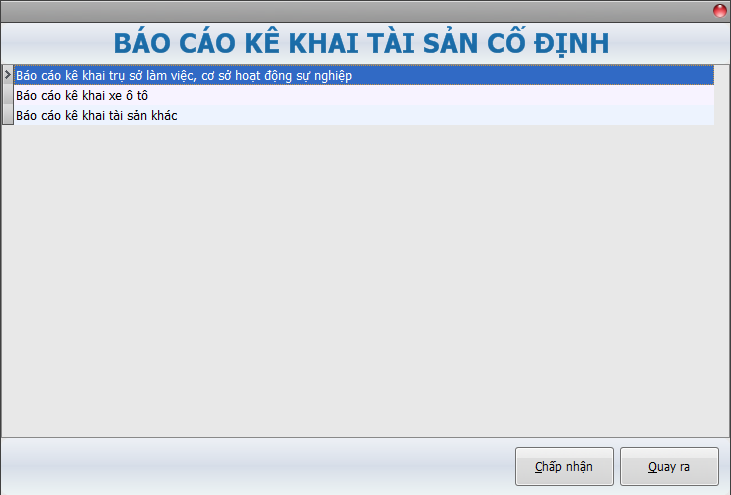 BÁO CÁO KÊ KHAI TÀI SẢN CỐ ĐỊNH
Báo cáo kê khai trụ sở làm việc, cơ sở hoạt động sự nghiệp
Báo cáo kê khai xe ô tô
Báo cáo kê khai tài sản khác
Chấp nhận
Quay ra